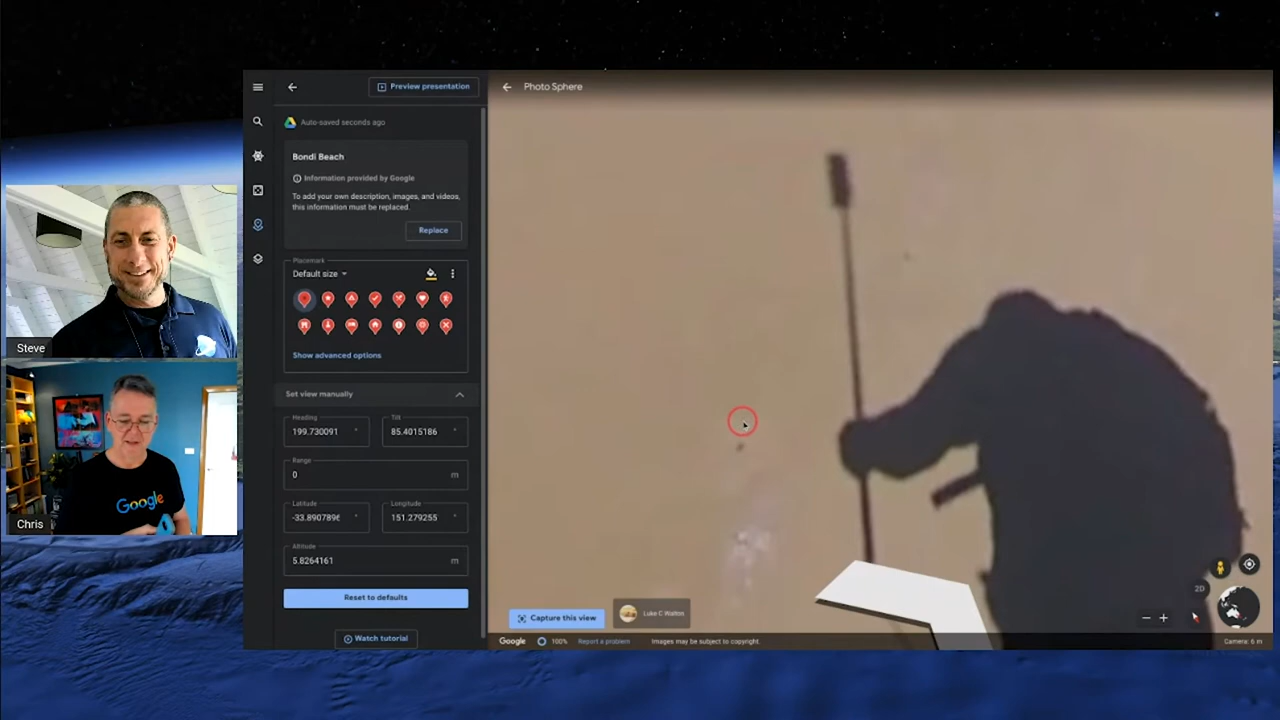 Preview presentation
Photo Sphere
Auto-saved seconds ago
Bondi Beach
Information provided by Google
To add your own description, images, and videos,
this information must be replaced.
Replace
Placemark
Default size
Show advanced options
Set view manually
Heading
Tilt
199.730091
85.4015186
Range
0 m
Latitude
Longitude
-33.8907896
151.279255
Altitude
5.8264161 m
Reset to defaults
Watch tutorial
Steve
Google
Chris
Capture this view
Luke C Waltos
2D
Google
100%
Report a problem
Images may be subject to copyright.
Camera: 6 m